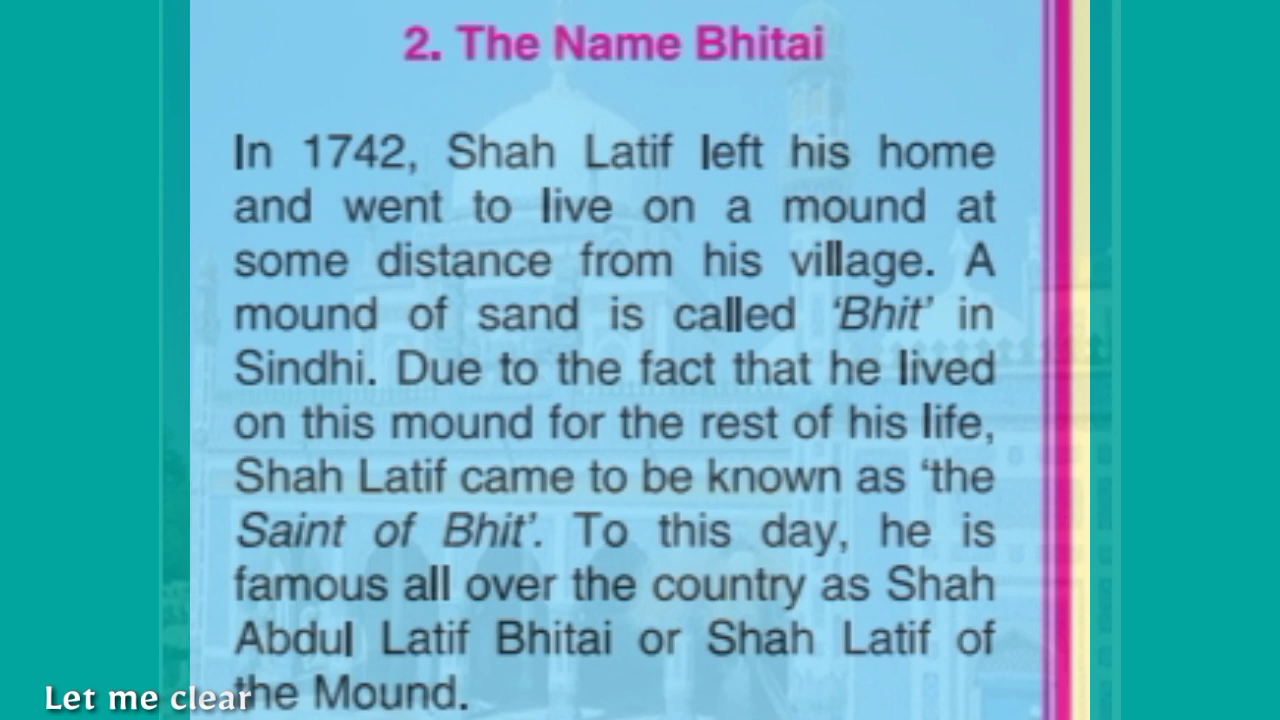 2. The Name Bhitai
In 1742, Shah Latif left his home
and went to live on a mound at
some distance from his village. A
mound of sand is called ‘Bhit’ in
Sindhi. Due to the fact that he lived
on this mound for the rest of his life,
Shah Latif came to be known as ‘the
Saint of Bhit’. To this day, he is
famous all over the country as Shah
Abdul Latif Bhitai or Shah Latif of
the Mound.
Let me clear